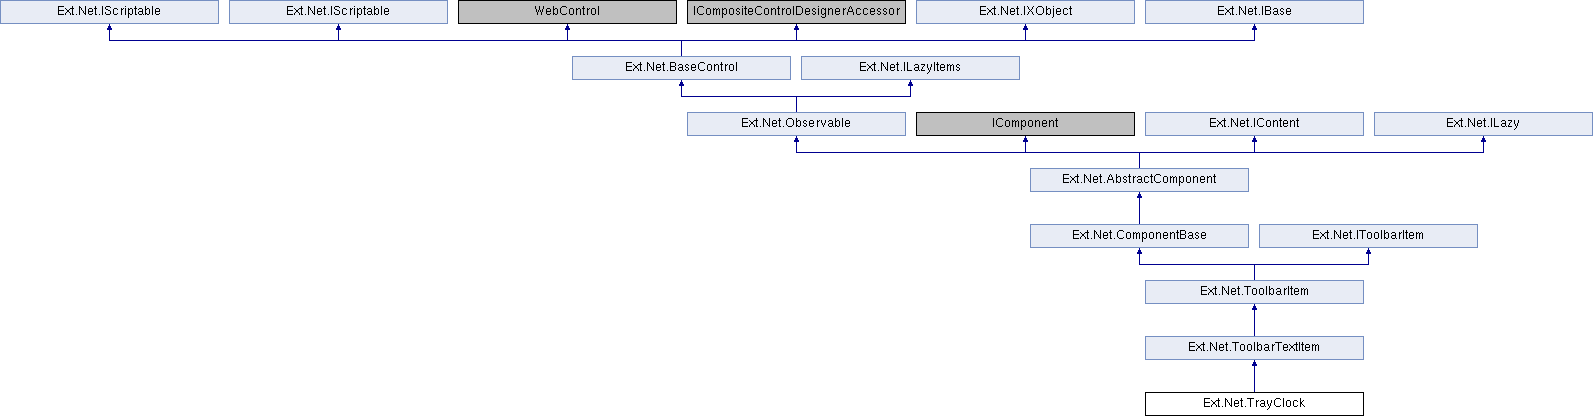 Ext.Net.IScriptable
Ext.Net.IScriptable
WebControl
ICompositeControlDesignerAccessor
Ext.Net.IXObject
Ext.Net.IBase
Ext.Net.BaseControl
Ext.Net.ILazyItems
Ext.Net.Observable
IComponent
Ext.Net.IContent
Ext.Net.ILazy
Ext.Net.AbstractComponent
Ext.Net.ComponentBase
Ext.Net.IToolbarItem
Ext.Net.ToolbarItem
Ext.Net.ToolbarTextItem
Ext.Net.TrayClock